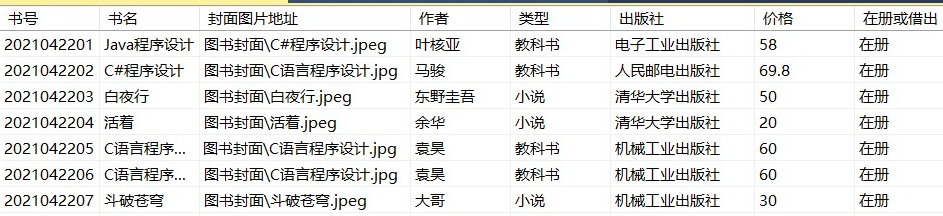 书号 书名 封面图片地址 作者 类型 出版社 价格 在册或借出
2021042201 Java程序设计 图书封面\C#程序设计.jpeg 叶核亚 教科书 电子工业出版社 58 在册
2021042202 C#程序设计 图书封面\C语言程序设计.jpg 马骏 教科书 人民邮电出版社 69.8 在册
2021042203 白夜行 图书封面\白夜行.jpeg 东野圭吾 小说 清华大学出版社 50 在册
2021042204 活着 图书封面\活着.jpeg 余华 小说 清华大学出版社 20 在册
2021042205 C语言程序... 图书封面\C语言程序设计.jpg 袁昊 教科书 机械工业出版社 60 在册
2021042206 C语言程序... 图书封面\C语言程序设计.jpg 袁昊 教科书 机械工业出版社 60 在册
2021042207 斗破苍穹 图书封面\斗破苍穹.jpeg 大哥 小说 机械工业出版社 30 在册